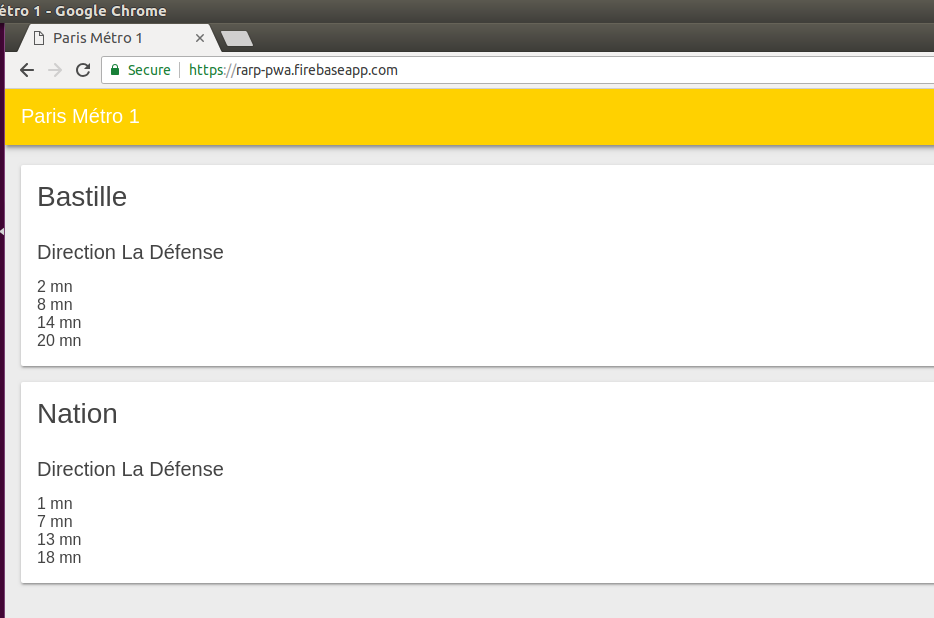 étro 1 - Google Chrome
Paris Métro 1
Secure https://rarp-pwa.firebaseapp.com
Paris Métro 1
Bastille
Direction La Défense
2 mn
8 mn
14 mn
20 mn
Nation
Direction La Défense
1 mn
7 mn
13 mn
18 mn